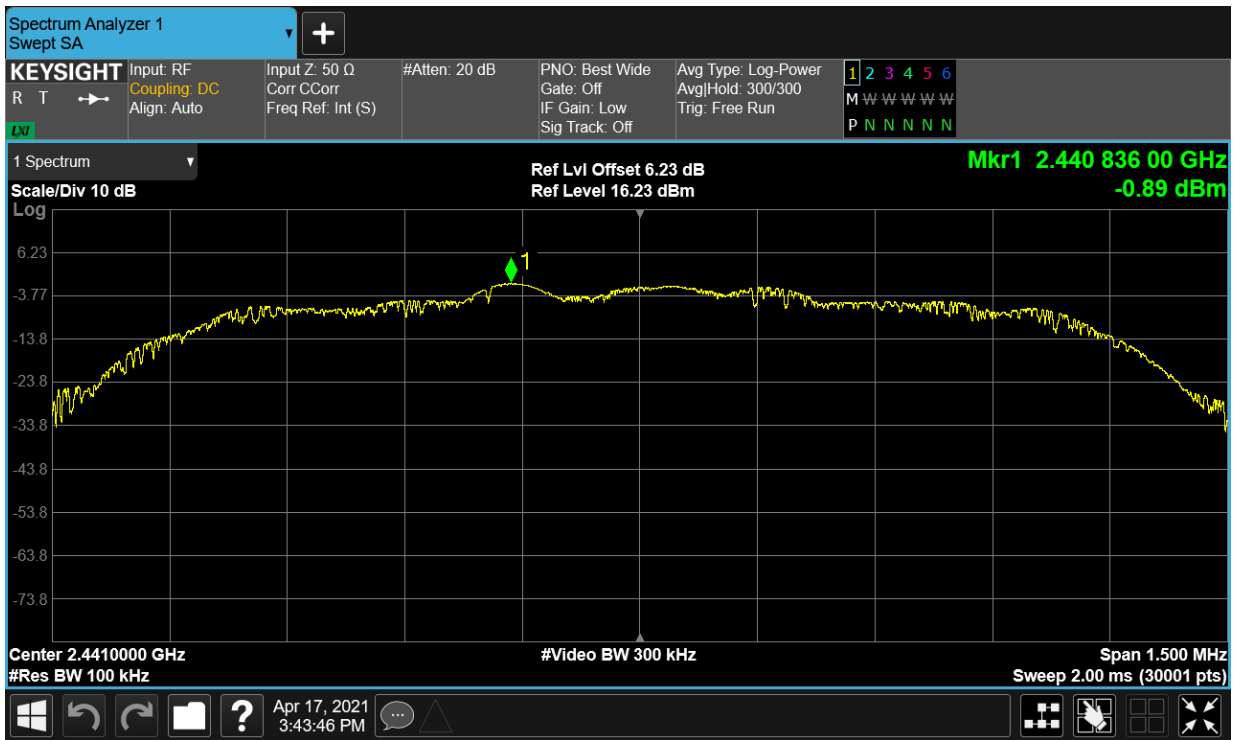 Spectrum Analyzer 1
Swept SA
KEYSIGHT
R T
LXI
Input: RF
Coupling: DC
Align: Auto
Input Z: 50 Ω
Corr CCorr
Freq Ref: Int (S)
#Atten: 20 dB
PNO: Best Wide
Gate: Off
IF Gain: Low
Sig Track: Off
Avg Type: Log-Power
Avg|Hold: 300/300
Trig: Free Run
1 2 3 4 5 6
M W W W W W
P N N N N N
1 Spectrum
Scale/Div 10 dB
Ref Lvl Offset 6.23 dB
Ref Level 16.23 dBm
Mkr1 2.440 836 00 GHz
-0.89 dBm
Log
1
6.23
-3.77
-13.8
-23.8
-33.8
-43.8
-53.8
-63.8
-73.8
Center 2.4410000 GHz
#Video BW 300 kHz
Span 1.500 MHz
#Res BW 100 kHz
Sweep 2.00 ms (30001 pts)
?
Apr 17, 2021
3:43:46 PM